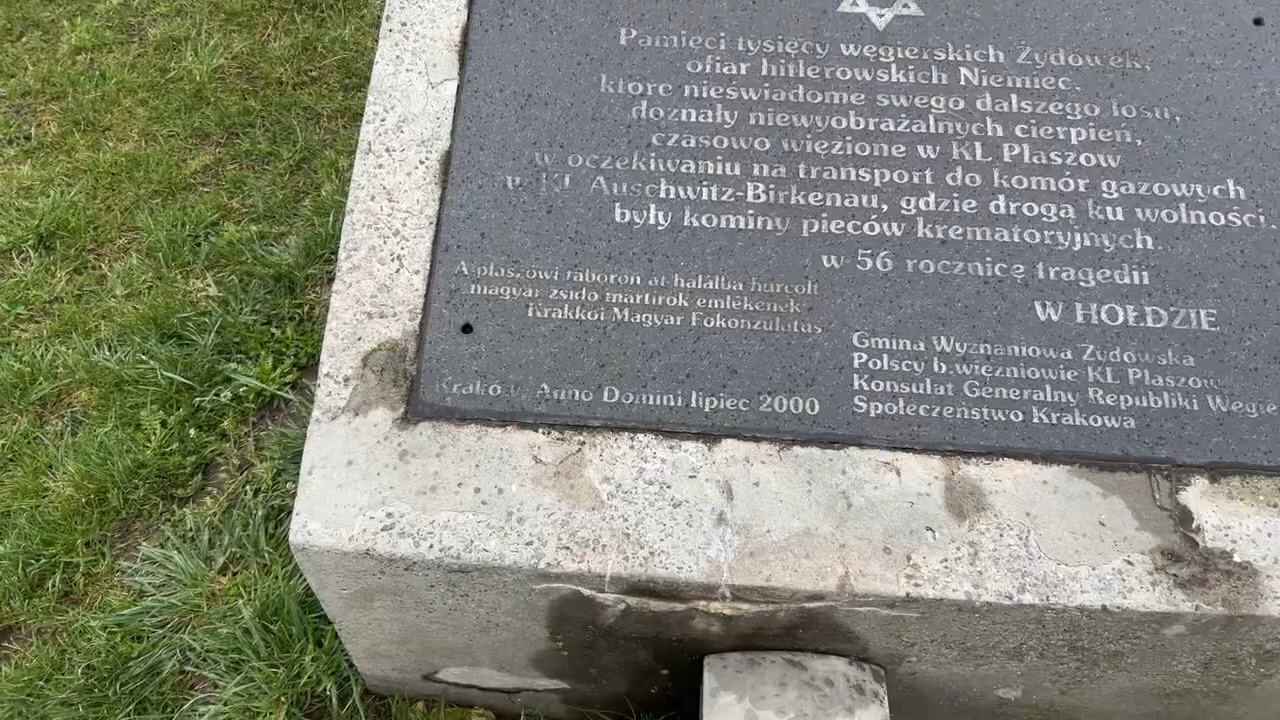 Pamięci tysięcy węgierskich Żydówek,
ofiar hitlerowskich Niemiec,
które nieświadome swego dalszego losu,
doznały niewyobrażalnych cierpień,
czasowo więzione w KL Plaszow
w oczekiwaniu na transport do komór gazowych
w KL Auschwitz-Birkenau, gdzie drogą ku wolności
były kominy pieców krematoryjnych.
w 56 rocznicę tragedii
A plaszowi táboron át halálba hurcolt
magyar zsidó mártírok emlékének
Krakkói Magyar Főkonzulátus
W HOŁDZIE
Gmina Wyznaniowa Żydowska
Polscy b.więźniowie KL Plaszow
Konsulat Generalny Republiki
Społeczeństwo Krakowa
Kraków Anno Domini lipiec 2000